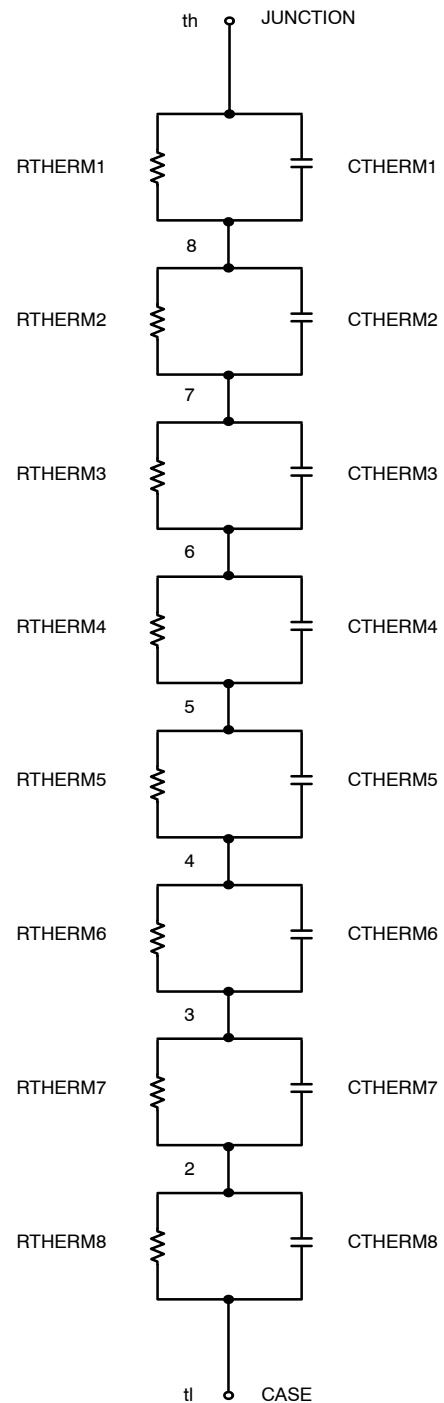 th JUNCTION
RTHERM1 CTHERM1
8
RTHERM2 CTHERM2
7
RTHERM3 CTHERM3
6
RTHERM4 CTHERM4
5
RTHERM5 CTHERM5
4
RTHERM6 CTHERM6
3
RTHERM7 CTHERM7
2
RTHERM8 CTHERM8
tl CASE